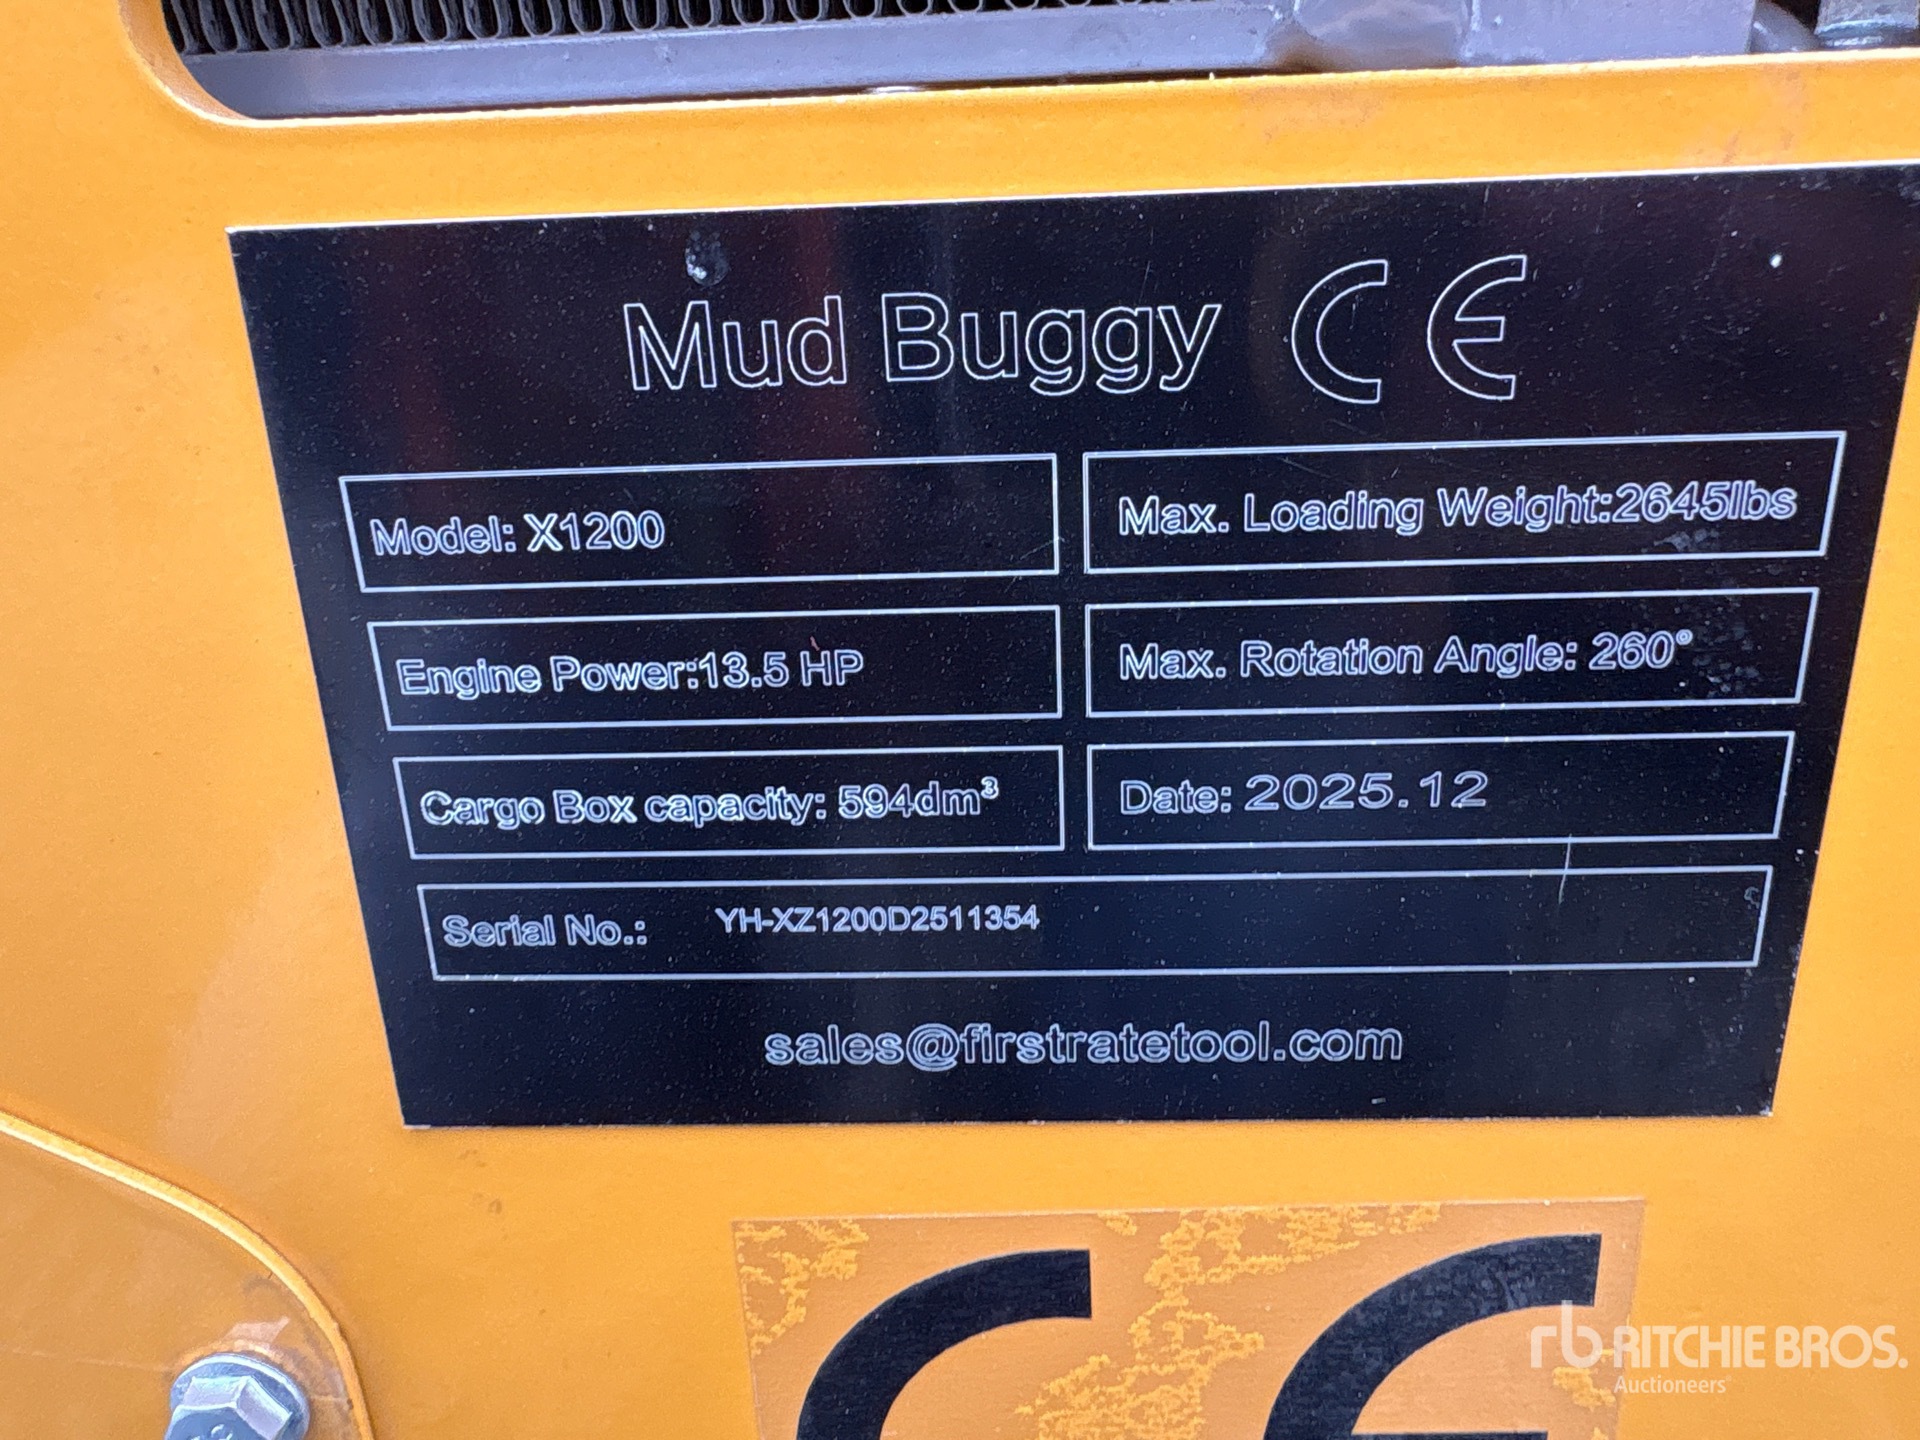 Mud Buggy CE
Model: X1200
Max. Loading Weight:2645lbs
Engine Power:13.5 HP
Max. Rotation Angle: 260°
Cargo Box capacity: 594dm³
Date: 2025.12
Serial No.: YH-XZ1200D2511354
sales@firstratetool.com
CE
rb RITCHIE BROS.
Auctioneers